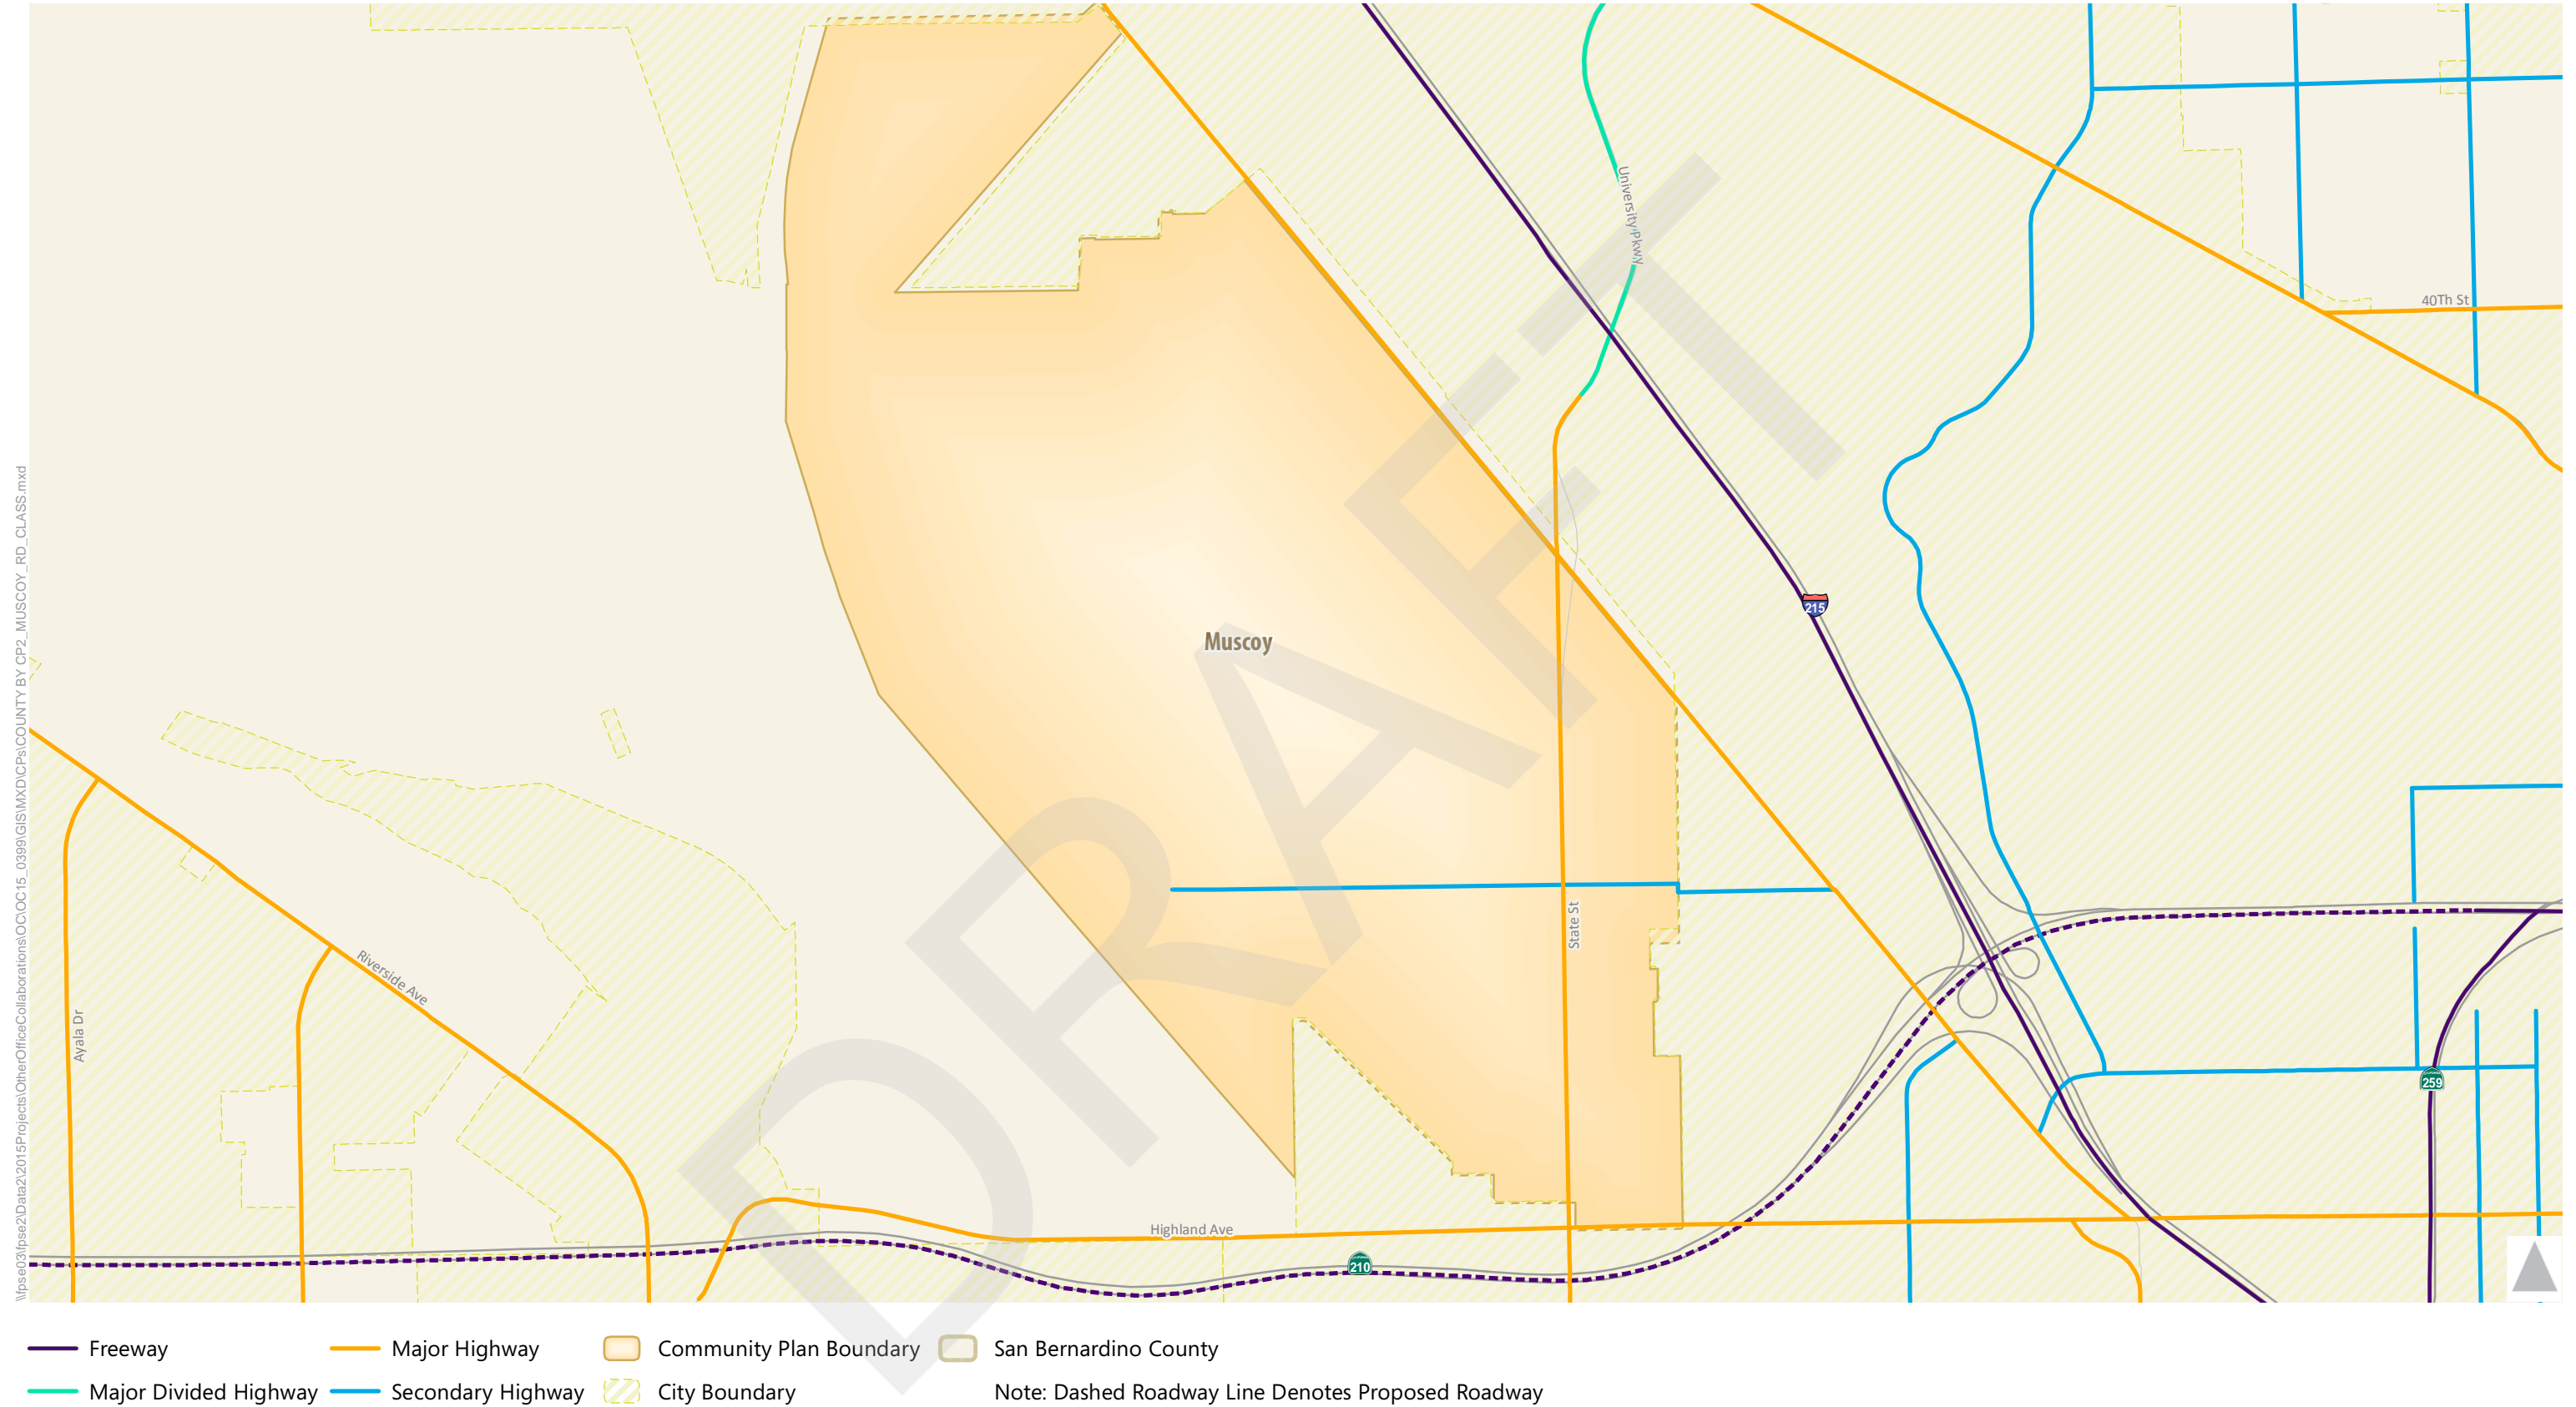 University Pkwy
40Th St
215
Muscoy
\\fpse03\fpse2\Data2\2015Projects\OtherOfficeCollaborations\OC\OC15_0399\GIS\MXD\CPs\COUNTY BY CP2_MUSCOY_RD_CLASS.mxd
State St
Riverside Ave
Ayala Dr
259
Highland Ave
210
DRAFT
Freeway
Major Highway
Community Plan Boundary
San Bernardino County
Major Divided Highway
Secondary Highway
City Boundary
Note: Dashed Roadway Line Denotes Proposed Roadway